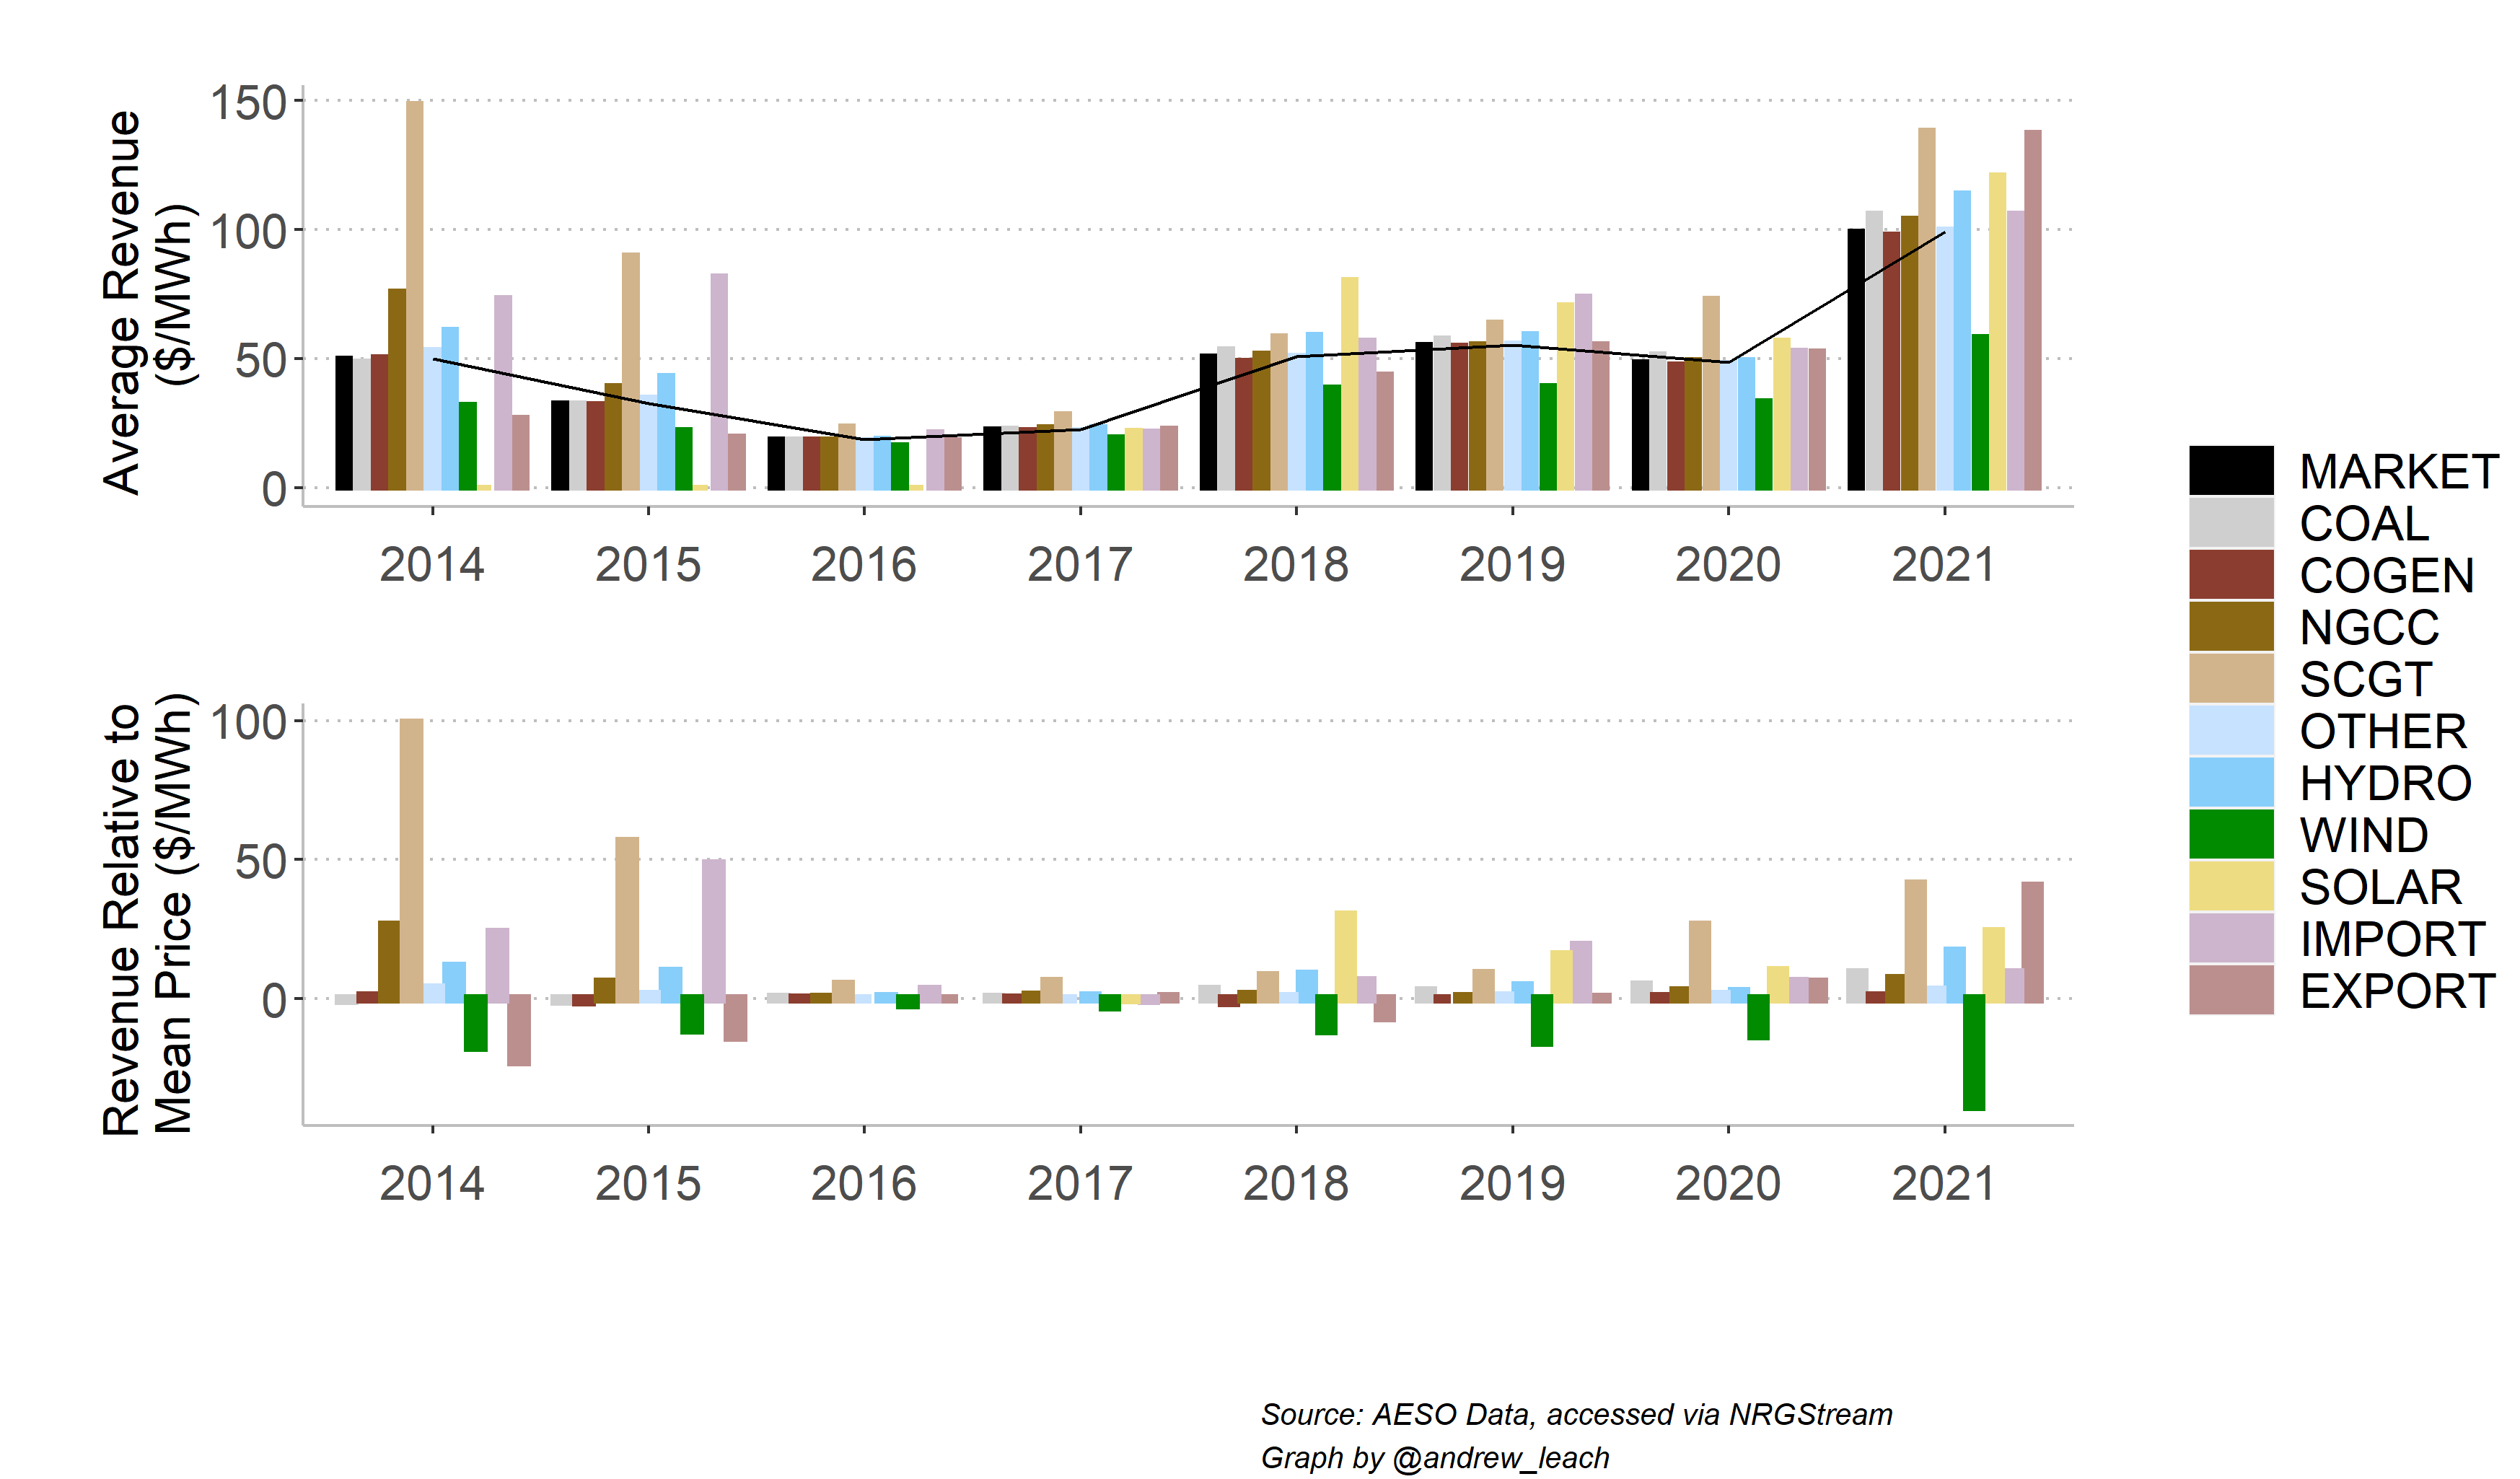 Average Revenue
($/MWh)
150
100
50
0
2014 2015 2016 2017 2018 2019 2020 2021
Revenue Relative to
Mean Price ($/MWh)
100
50
0
2014 2015 2016 2017 2018 2019 2020 2021
MARKET
COAL
COGEN
NGCC
SCGT
OTHER
HYDRO
WIND
SOLAR
IMPORT
EXPORT
Source: AESO Data, accessed via NRGStream
Graph by @andrew_leach